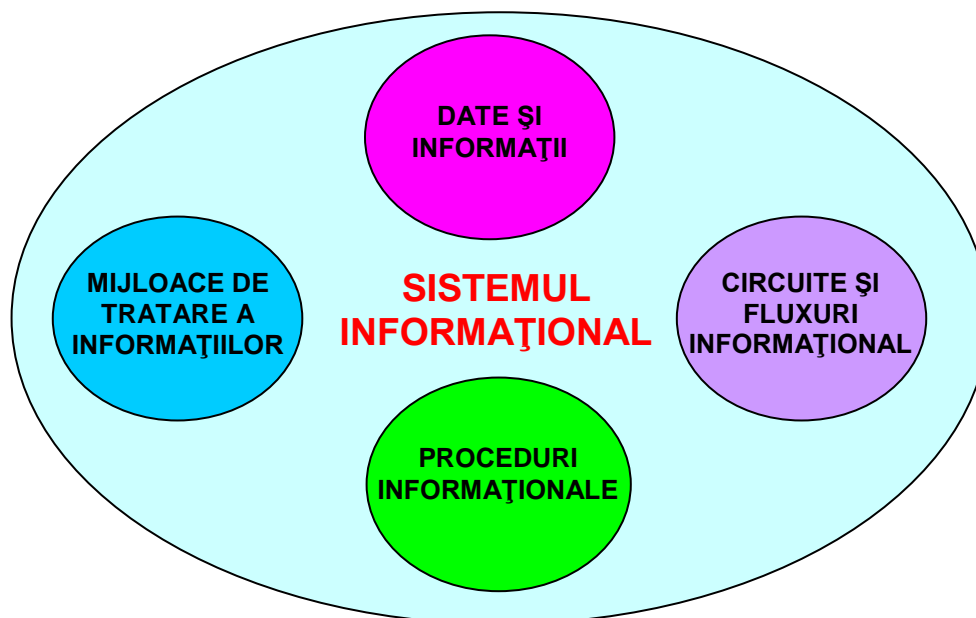 DATE ŞI
INFORMAŢII
MIJLOACE DE
TRATARE A
INFORMAŢIILOR
SISTEMUL
INFORMAŢIONAL
CIRCUITE ŞI
FLUXURI
INFORMAŢIONAL
PROCEDURI
INFORMAŢIONALE